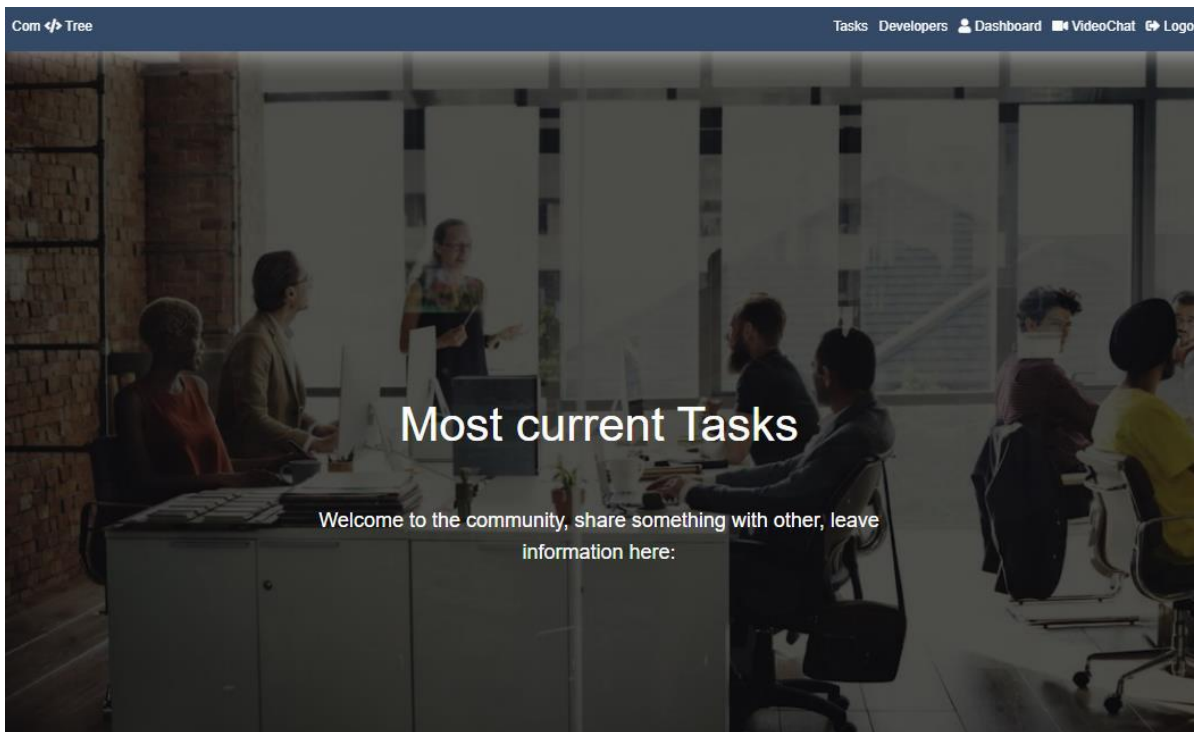 Com </> Tree
Tasks Developers Dashboard VideoChat Logo
Most current Tasks
Welcome to the community, share something with other, leave
information here: